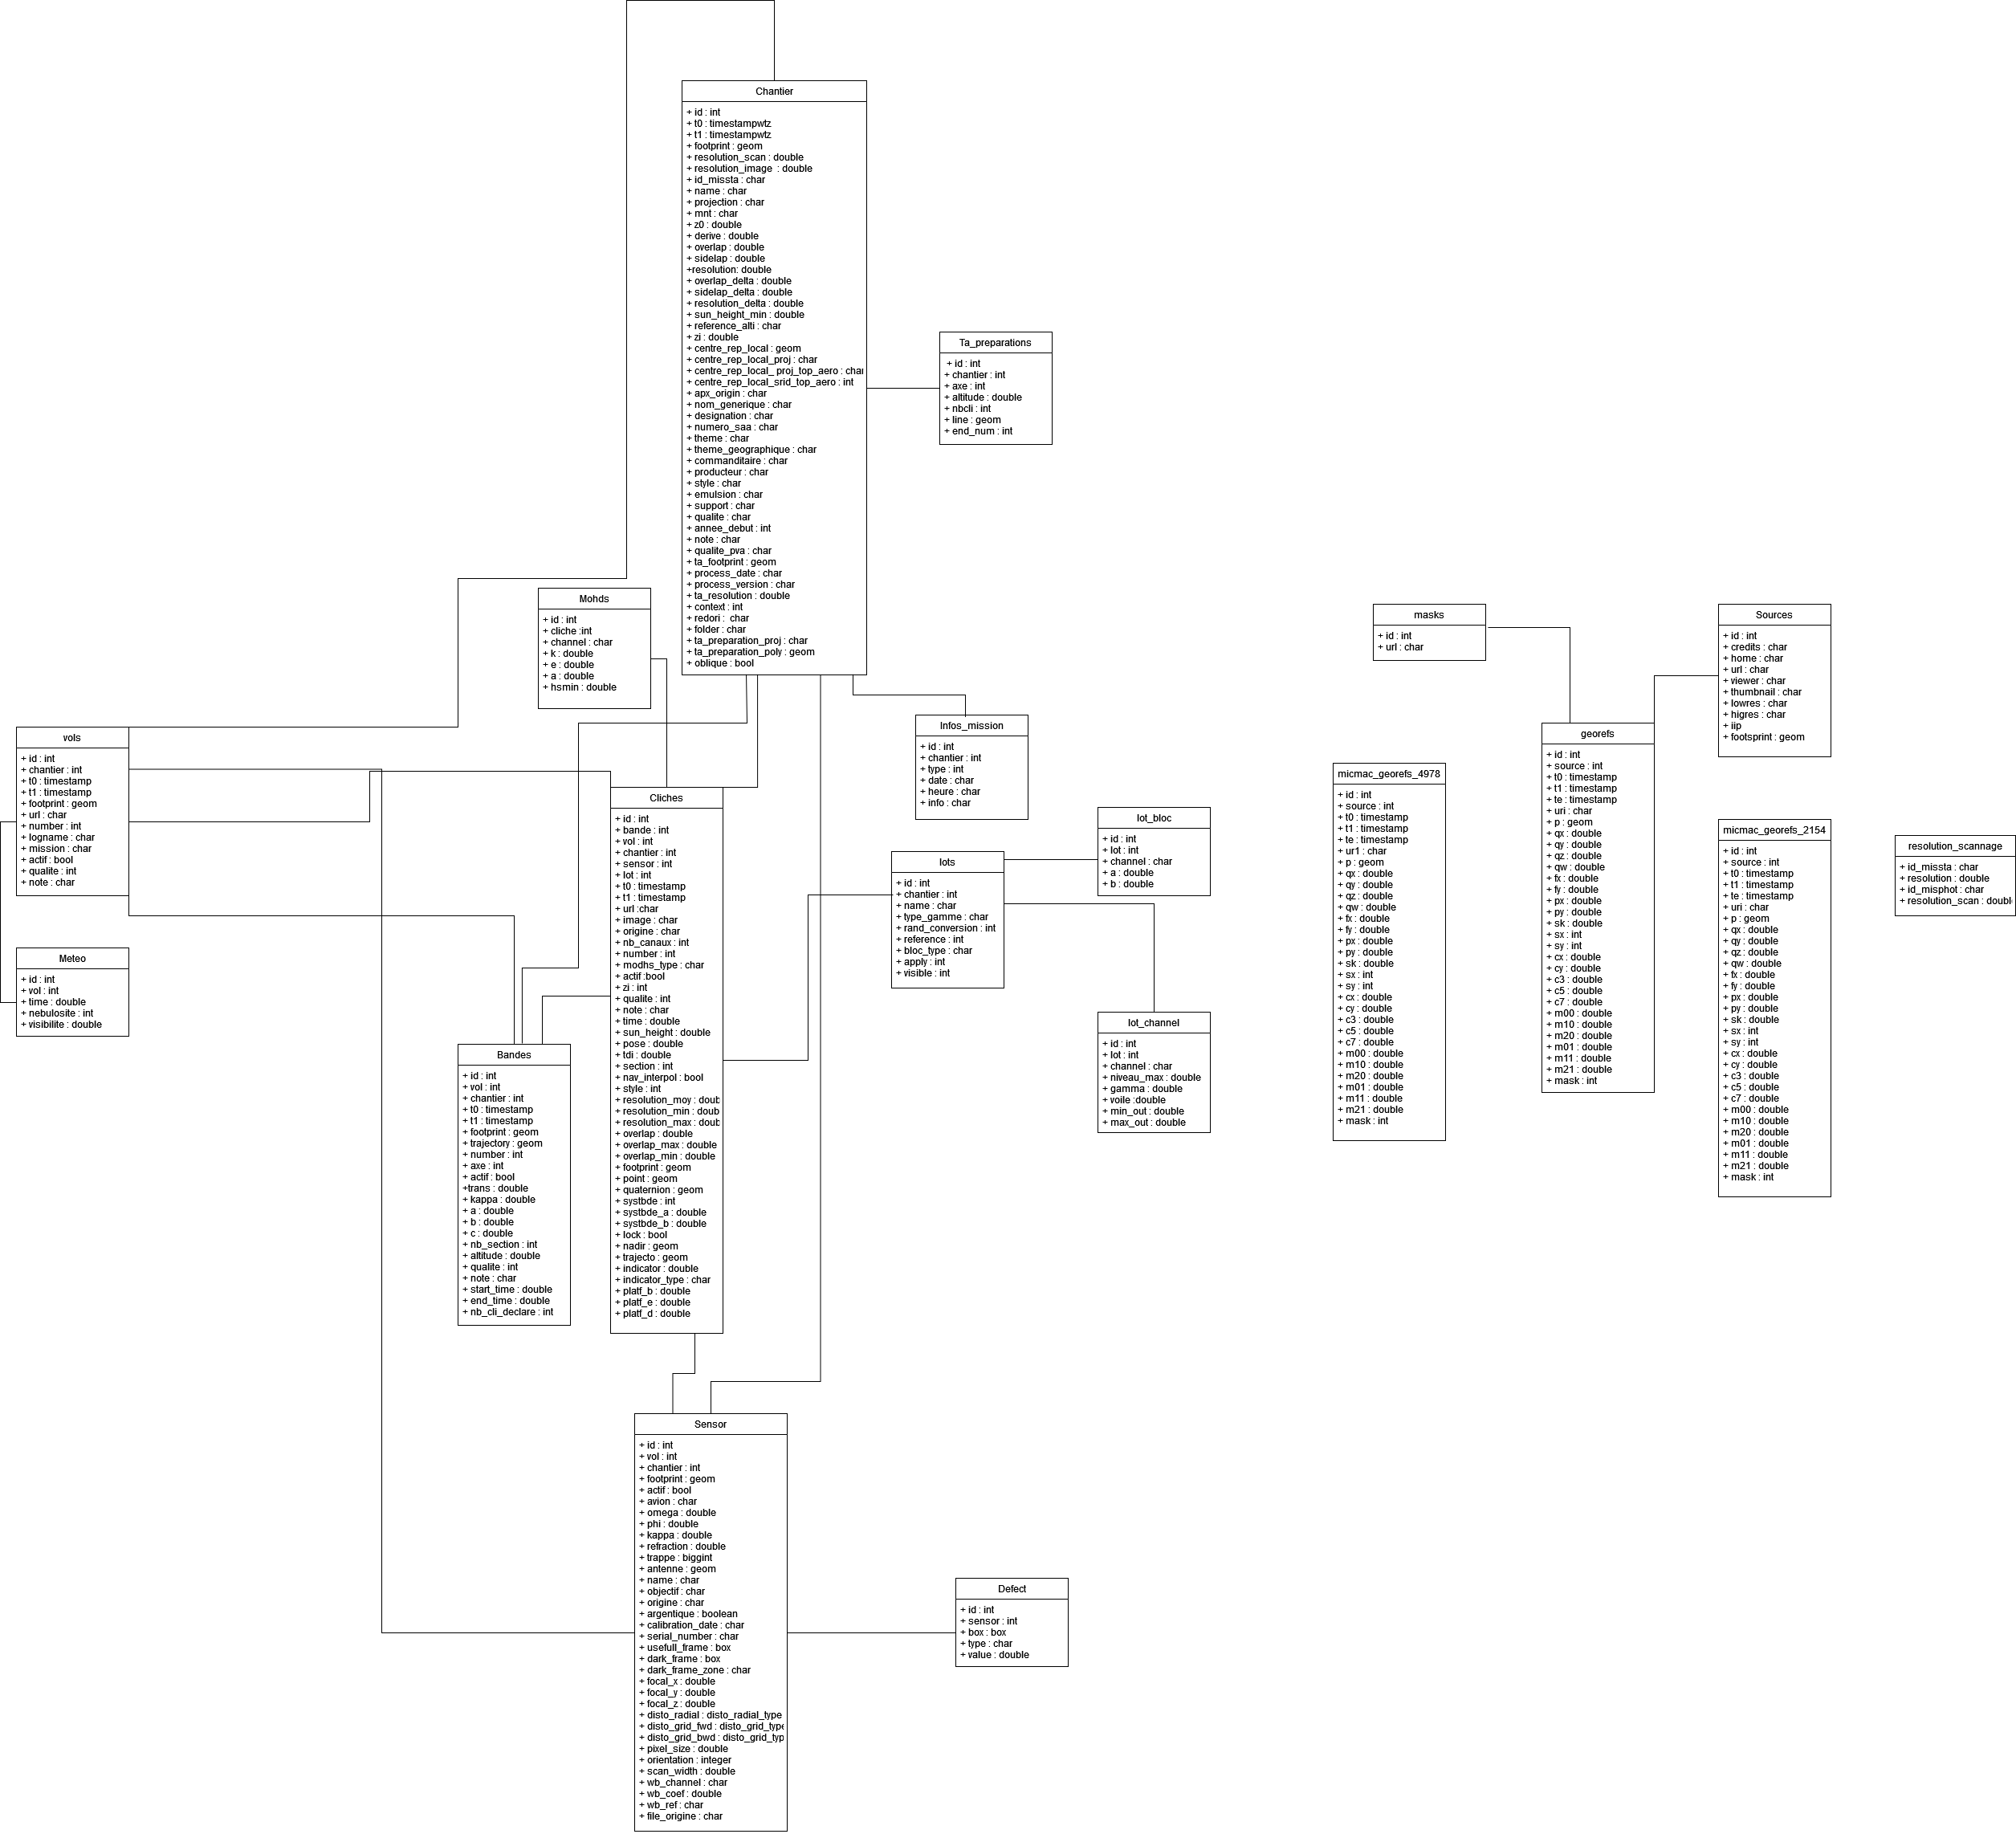 Chantier
+ id : int
+ t0 : timestampwtz
+ t1 : timestampwtz
+ footprint : geom
+ resolution_scan : double
+ resolution_image  : double
+ id_missta : char
+ name : char
+ projection : char
+ mnt : char
+ z0 : double
+ derive : double
+ overlap : double
+ sidelap : double
+resolution: double
+ overlap_delta : double
+ sidelap_delta : double
+ resolution_delta : double
+ sun_height_min : double
+ reference_alti : char
+ zi : double
+ centre_rep_local : geom
+ centre_rep_local_proj : char
+ centre_rep_local_ proj_top_aero : char
+ centre_rep_local_srid_top_aero : int
+ apx_origin : char
+ nom_generique : char
+ designation : char
+ numero_saa : char
+ theme : char
+ theme_geographique : char
+ commanditaire : char
+ producteur : char
+ style : char
+ emulsion : char
+ support : char
+ qualite : char
+ annee_debut : int
+ note : char
+ qualite_pva : char
+ ta_footprint : geom
+ process_date : char
+ process_version : char
+ ta_resolution : double
+ context : int
+ redori :  char
+ folder : char
+ ta_preparation_proj : char
+ ta_preparation_poly : geom
+ oblique : bool
Ta_preparations
+ id : int
+ chantier : int
+ axe : int
+ altitude : double
+ nbcli : int
+ line : geom
+ end_num : int
Mohds
+ id : int
+ cliche :int
+ channel : char
+ k : double
+ e : double
+ a : double
+ hsmin : double
masks
+ id : int
+ url : char
Sources
+ id : int
+ credits : char
+ home : char
+ url : char
+ viewer : char
+ thumbnail : char
+ lowres : char
+ higres : char
+ iip
+ footsprint : geom
vols
+ id : int
+ chantier : int
+ t0 : timestamp
+ t1 : timestamp
+ footprint : geom
+ url : char
+ number : int
+ logname : char
+ mission : char
+ actif : bool
+ qualite : int
+ note : char
Infos_mission
+ id : int
+ chantier : int
+ type : int
+ date : char
+ heure : char
+ info : char
georefs
+ id : int
+ source : int
+ t0 : timestamp
+ t1 : timestamp
+ te : timestamp
+ uri : char
+ p : geom
+ qx : double
+ qy : double
+ qz : double
+ qw : double
+ fx : double
+ fy : double
+ px : double
+ py : double
+ sk : double
+ sx : int
+ sy : int
+ cx : double
+ cy : double
+ c3 : double
+ c5 : double
+ c7 : double
+ m00 : double
+ m10 : double
+ m20 : double
+ m01 : double
+ m11 : double
+ m21 : double
+ mask : int
micmac_georefs_4978
+ id : int
+ source : int
+ t0 : timestamp
+ t1 : timestamp
+ te : timestamp
+ ur1 : char
+ p : geom
+ qx : double
+ qy : double
+ qz : double
+ qw : double
+ fx : double
+ fy : double
+ px : double
+ py : double
+ sk : double
+ sx : int
+ sy : int
+ cx : double
+ cy : double
+ c3 : double
+ c5 : double
+ c7 : double
+ m00 : double
+ m10 : double
+ m20 : double
+ m01 : double
+ m11 : double
+ m21 : double
+ mask : int
Cliches
+ id : int
+ bande : int
+ vol : int
+ chantier : int
+ sensor : int
+ lot : int
+ t0 : timestamp
+ t1 : timestamp
+ url :char
+ image : char
+ origine : char
+ nb_canaux : int
+ number : int
+ modhs_type : char
+ actif :bool
+ zi : int
+ qualite : int
+ note : char
+ time : double
+ sun_height : double
+ pose : double
+ tdi : double
+ section : int
+ nav_interpol : bool
+ style : int
+ resolution_moy : doub
+ resolution_min : doub
+ resolution_max : doub
+ overlap : double
+ overlap_max : double
+ overlap_min : double
+ footprint : geom
+ point : geom
+ quaternion : geom
+ systbde : int
+ systbde_a : double
+ systbde_b : double
+ lock : bool
+ nadir : geom
+ trajecto : geom
+ indicator : double
+ indicator_type : char
+ platf_b : double
+ platf_e : double
+ platf_d : double
lot_bloc
+ id : int
+ lot : int
+ channel : char
+ a : double
+ b : double
micmac_georefs_2154
+ id : int
+ source : int
+ t0 : timestamp
+ t1 : timestamp
+ te : timestamp
+ uri : char
+ p : geom
+ qx : double
+ qy : double
+ qz : double
+ qw : double
+ fx : double
+ fy : double
+ px : double
+ py : double
+ sk : double
+ sx : int
+ sy : int
+ cx : double
+ cy : double
+ c3 : double
+ c5 : double
+ c7 : double
+ m00 : double
+ m10 : double
+ m20 : double
+ m01 : double
+ m11 : double
+ m21 : double
+ mask : int
resolution_scannage
+ id_missta : char
+ resolution : double
+ id_misphot : char
+ resolution_scan : doubl
lots
+ id : int
+ chantier : int
+ name : char
+ type_gamme : char
+ rand_conversion : int
+ reference : int
+ bloc_type : char
+ apply : int
+ visible : int
Meteo
+ id : int
+ vol : int
+ time : double
+ nebulosite : int
+ visibilite : double
lot_channel
+ id : int
+ lot : int
+ channel : char
+ niveau_max : double
+ gamma : double
+ voile :double
+ min_out : double
+ max_out : double
Bandes
+ id : int
+ vol : int
+ chantier : int
+ t0 : timestamp
+ t1 : timestamp
+ footprint : geom
+ trajectory : geom
+ number : int
+ axe : int
+ actif : bool
+trans : double
+ kappa : double
+ a : double
+ b : double
+ c : double
+ nb_section : int
+ altitude : double
+ qualite : int
+ note : char
+ start_time : double
+ end_time : double
+ nb_cli_declare : int
Sensor
+ id : int
+ vol : int
+ chantier : int
+ footprint : geom
+ actif : bool
+ avion : char
+ omega : double
+ phi : double
+ kappa : double
+ refraction : double
+ trappe : biggint
+ antenne : geom
+ name : char
+ objectif : char
+ origine : char
+ argentique : boolean
+ calibration_date : char
+ serial_number : char
+ usefull_frame : box
+ dark_frame : box
+ dark_frame_zone : char
+ focal_x : double
+ focal_y : double
+ focal_z : double
+ disto_radial : disto_radial_type
+ disto_grid_fwd : disto_grid_type
+ disto_grid_bwd : disto_grid_typ
+ pixel_size : double
+ orientation : integer
+ scan_width : double
+ wb_channel : char
+ wb_coef : double
+ wb_ref : char
+ file_origine : char
Defect
+ id : int
+ sensor : int
+ box : box
+ type : char
+ value : double